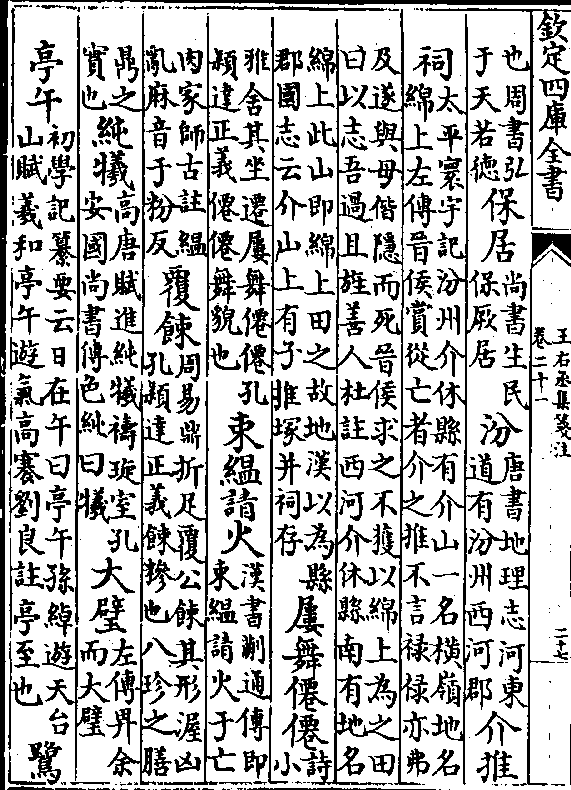 欽定四庫全書
王右丞集箋注
卷二十一
二十七
也周書弘于天若德保居尚書生民保厥居汾唐書地理志河東道有汾州西河郡介推
祠太平寰宇記汾州介休縣有介山一名橫嶺地名綿上左傳晉侯賞從亡者介之推不言祿祿亦弗
及遂與母偕隱而死晉侯求之不獲以綿上為之田曰以志吾過且旌善人杜註西河介休縣南有地名
綿上此山即綿上田之故地漢以為縣郡國志云介山上有子推塚并祠存屢舞僊僊詩小
雅舍其坐遷屢舞僊僊孔穎達正義僊僊舞貌也束緼請火漢書蒯通傳即束緼請火于亡
肉家師古註緼亂麻音于粉反覆餗周易鼎折足覆公餗其形渥凶孔穎達正義餗糝也八珍之膳
鼎之實也純犧高唐賦進純犧禱璇室孔安國尚書傳色純曰犧大璧左傳畀余而大璧
亭午初學記纂要云日在午曰亭午孫綽遊天台山賦羲和亭午遊氣高褰劉良註亭至也鷺